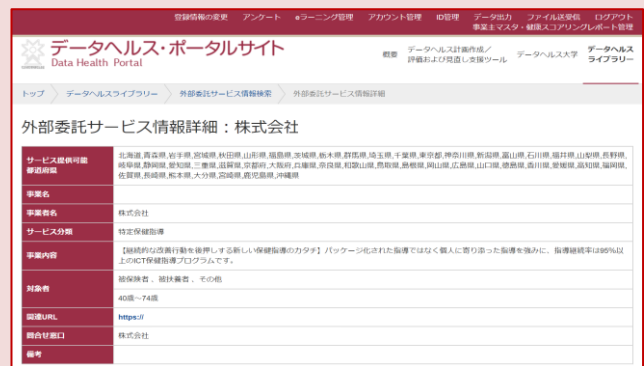 登録情報の変更 アンケート eラーニング管理 アカウント管理 ID管理 データ出力 ファイル送受信 ログアウト
事業主マスタ・健康スコアリングレポート管理
データヘルス・ポータルサイト
Data Health Portal
概要 データヘルス計画作成／ データヘルス大学 データヘルス
評価および見直し支援ツール ライブラリー
トップ 〉 データヘルスライブラリー 〉 外部委託サービス情報検索 〉 外部委託サービス情報詳細
外部委託サービス情報詳細：株式会社
サービス提供可能
都道府県
北海道,青森県,岩手県,宮城県,秋田県,山形県,福島県,茨城県,栃木県,群馬県,埼玉県,千葉県,東京都,神奈川県,新潟県,富山県,石川県,福井県,山梨県,長野県,
岐阜県,静岡県,愛知県,三重県,滋賀県,京都府,大阪府,兵庫県,奈良県,和歌山県,鳥取県,島根県,岡山県,広島県,山口県,徳島県,香川県,愛媛県,高知県,福岡県,
佐賀県,長崎県,熊本県,大分県,宮崎県,鹿児島県,沖縄県
事業名
事業者名 株式会社
サービス分類 特定保健指導
事業内容
【継続的な改善行動を後押しする新しい保健指導のカタチ】パッケージ化された指導ではなく個人に寄り添った指導を強みに、指導継続率は95%以
上のICT保健指導プログラムです。
対象者
被保険者 、被扶養者 、その他
40歳～74歳
関連URL https://
問合せ窓口 株式会社
備考